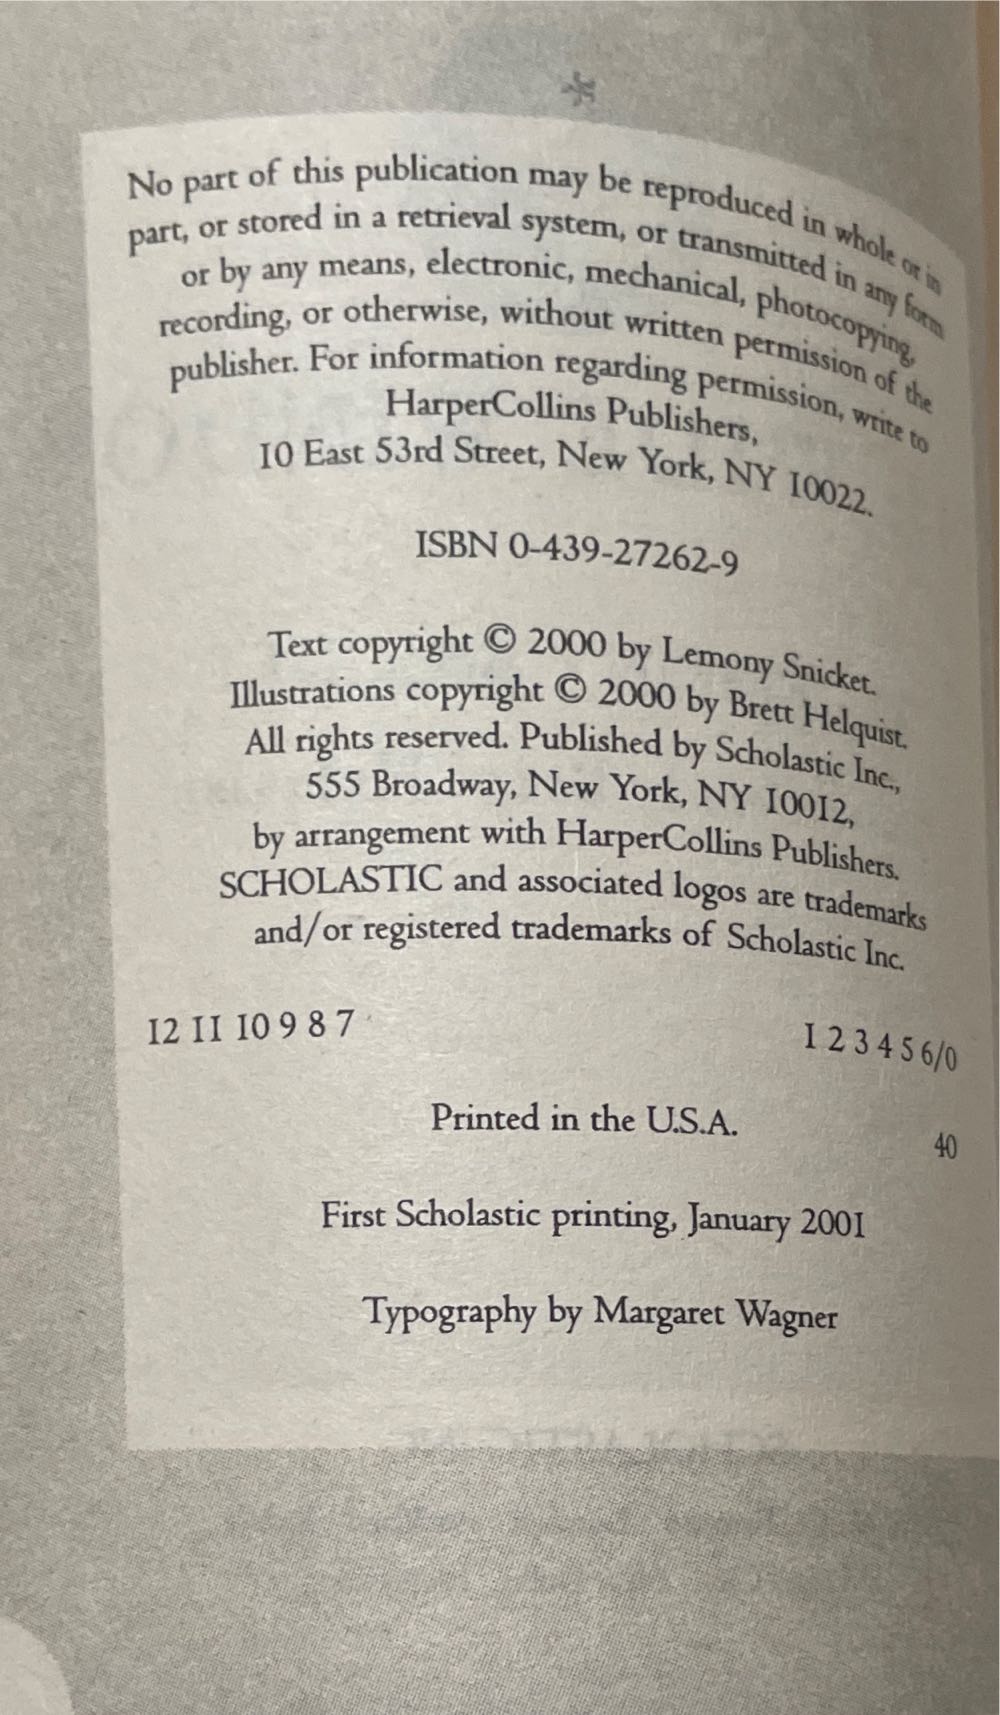 No part of this publication may be reproduced in whole or in
part, or stored in a retrieval system, or transmitted in any form
or by any means, electronic, mechanical, photocopying,
recording, or otherwise, without written permission of the
publisher. For information regarding permission, write to
HarperCollins Publishers,
10 East 53rd Street, New York, NY 10022.
ISBN 0-439-27262-9
Text copyright © 2000 by Lemony Snicket.
Illustrations copyright © 2000 by Brett Helquist.
All rights reserved. Published by Scholastic Inc.,
555 Broadway, New York, NY 10012,
by arrangement with HarperCollins Publishers.
SCHOLASTIC and associated logos are trademarks
and/or registered trademarks of Scholastic Inc.
12 11 10 9 8 7 1 2 3 4 5 6/0
Printed in the U.S.A. 40
First Scholastic printing, January 2001
Typography by Margaret Wagner